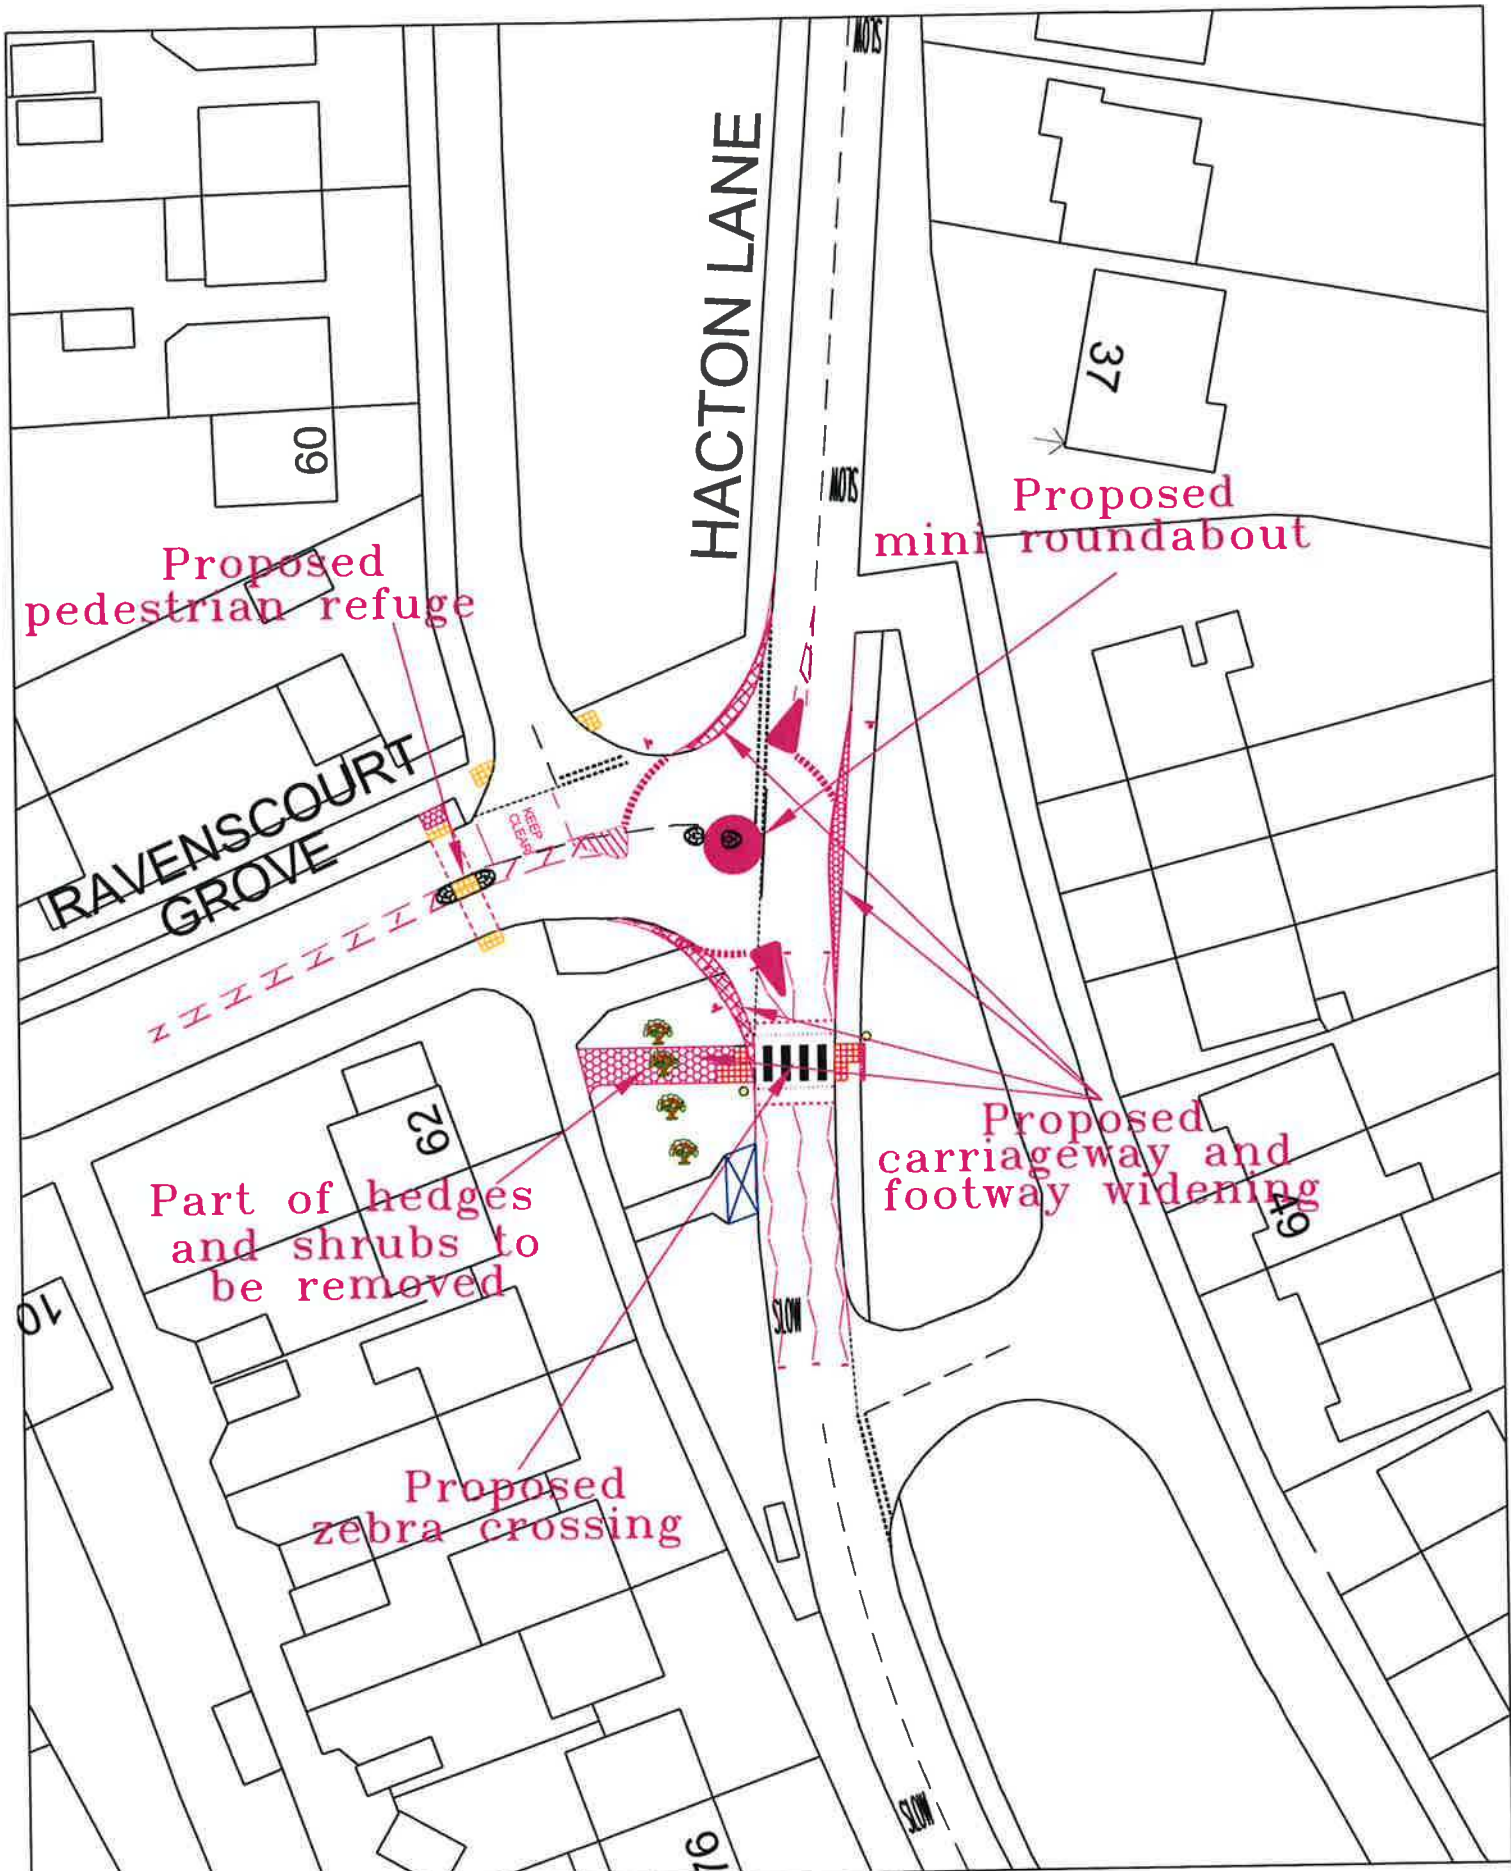 SLOW
HACTON LANE
37
60
SLOW
Proposed
mini roundabout
Proposed
pedestrian refuge
RAVENSCOURT
GROVE
KEEP
CLEAR
62
Proposed
carriageway and
footway widening
49
Part of hedges
and shrubs to
be removed
10
SLOW
Proposed
zebra crossing
SLOW
76